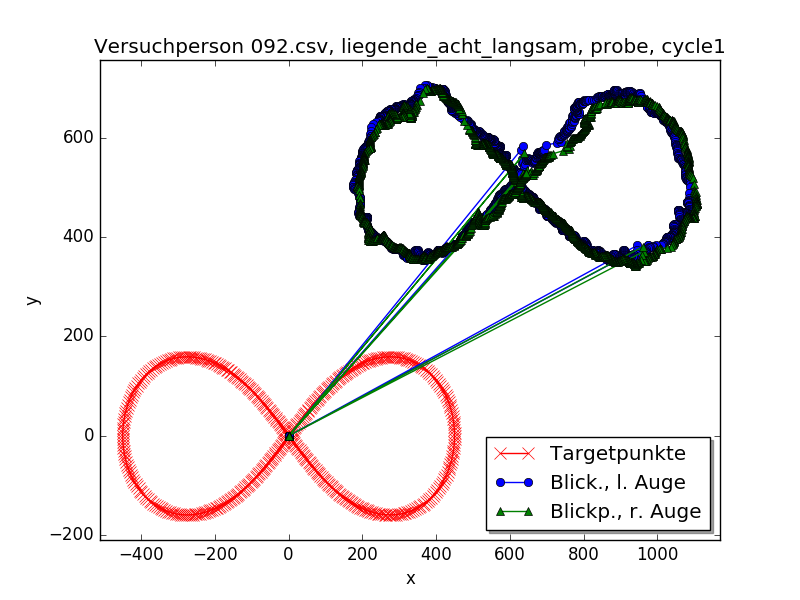 Versuchperson 092.csv, liegende_acht_langsam, probe, cycle1
600
400
200
0
−200
y
−400
−200
0
200
400
600
800
1000
x
Targetpunkte
Blick., l. Auge
Blickp., r. Auge